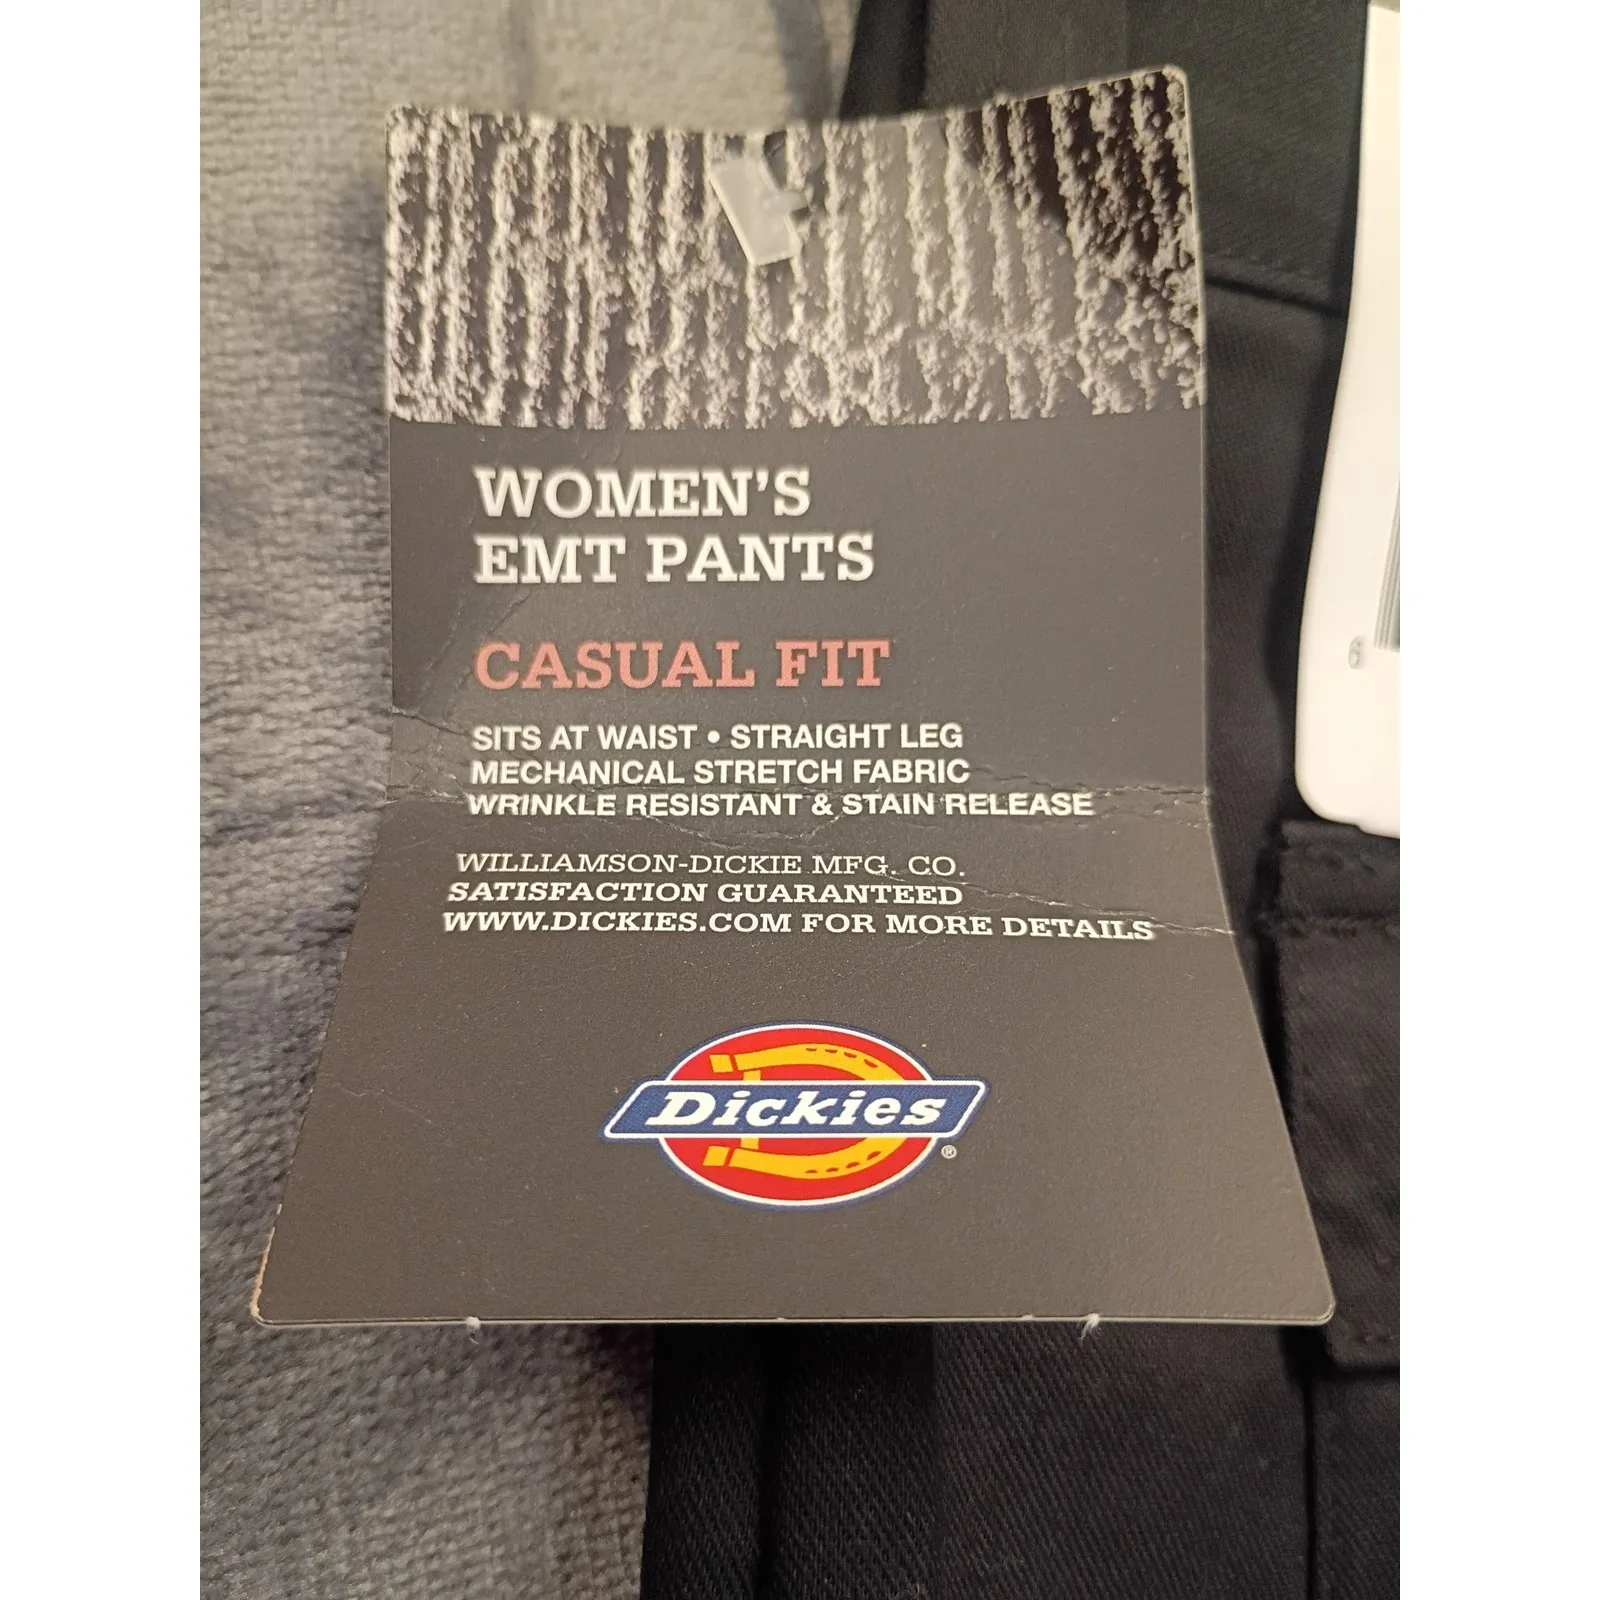 WOMEN'S
EMT PANTS
CASUAL FIT
SITS AT WAIST • STRAIGHT LEG
MECHANICAL STRETCH FABRIC
WRINKLE RESISTANT & STAIN RELEASE
WILLIAMSON-DICKIE MFG. CO.
SATISFACTION GUARANTEED
WWW.DICKIES.COM FOR MORE DETAILS
Dickies
®
6